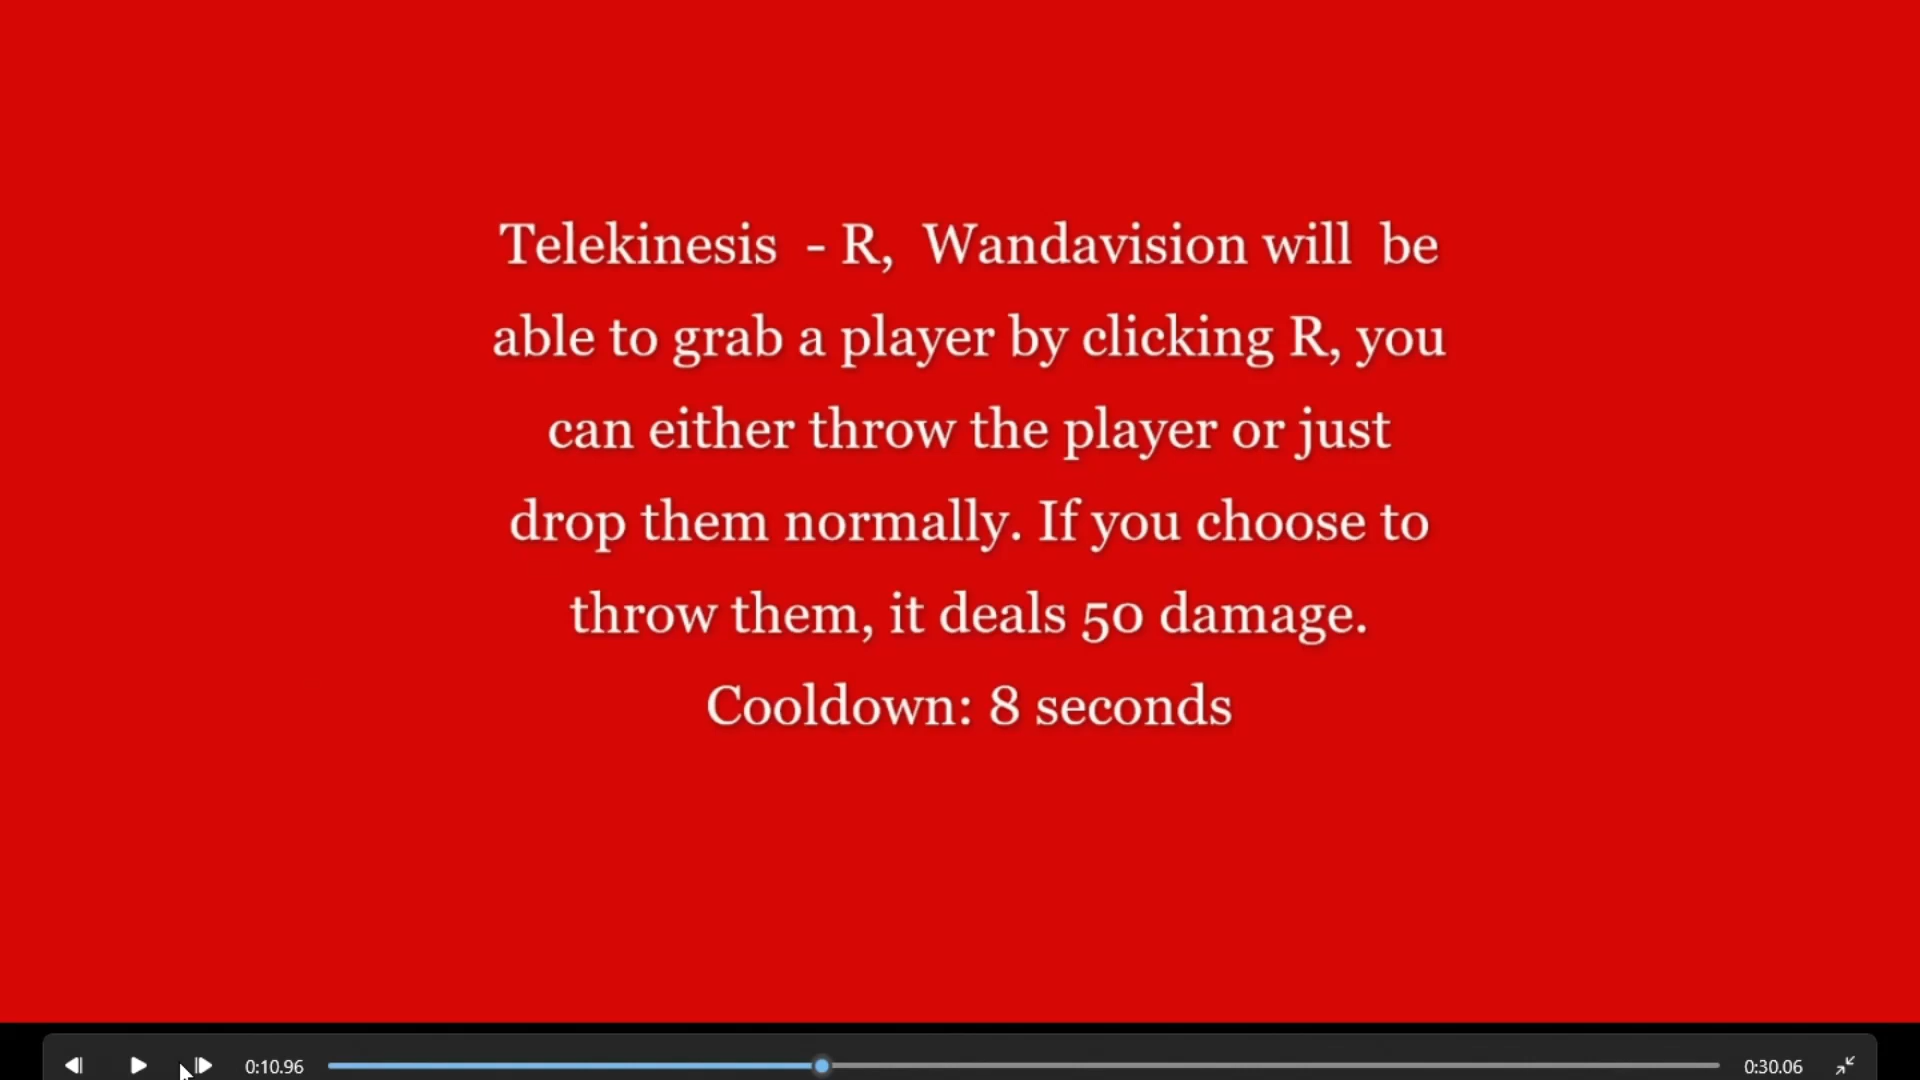 Telekinesis  - R,  Wandavision will  be
able to grab a player by clicking R, you
can either throw the player or just
drop them normally. If you choose to
throw them, it deals 50 damage.
Cooldown: 8 seconds
0:10.96 0:30.06